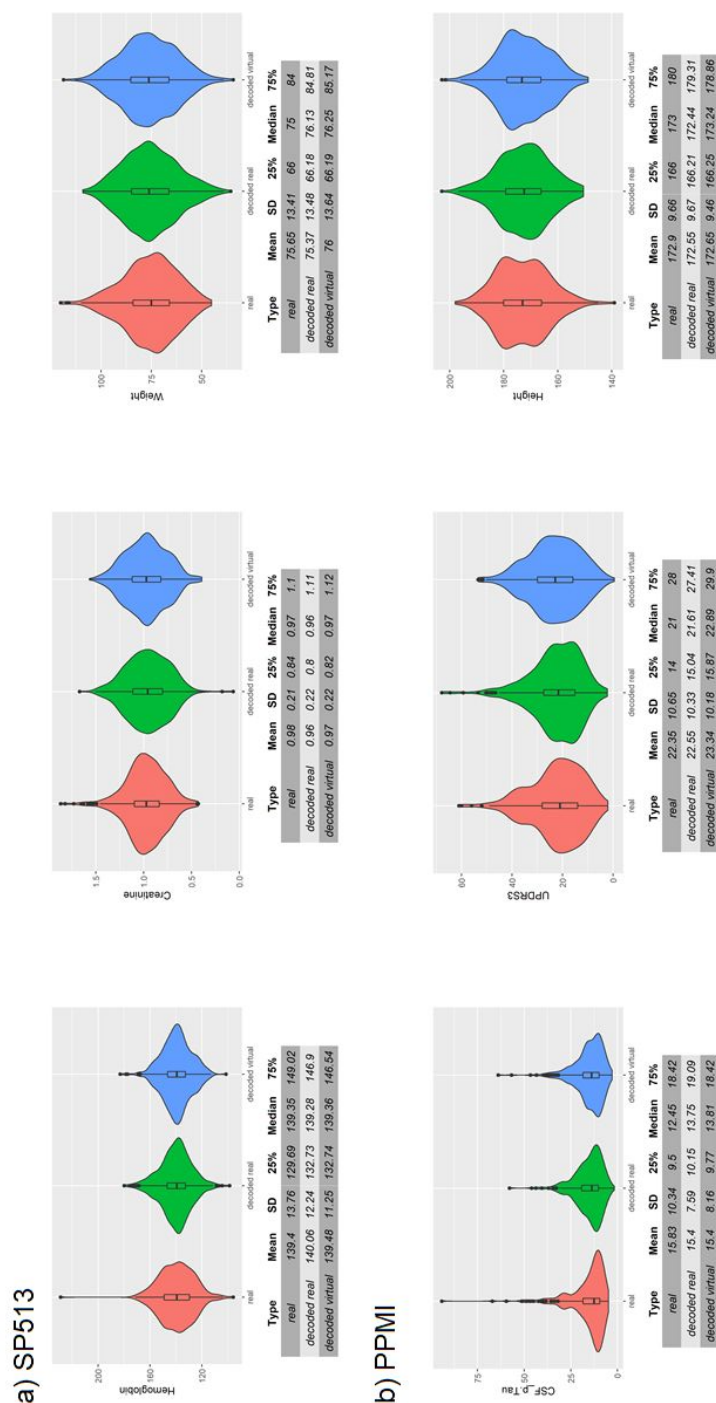 a) SP513
Hemoglobin
200
160
120
real
decoded real
decoded virtual
Type Mean SD 25% Median 75%
real 139.4 13.76 129.69 139.35 149.02
decoded real 140.06 12.24 132.73 139.28 146.9
decoded virtual 139.48 11.25 132.74 139.36 146.54
Creatinine
1.5
1.0
0.5
0.0
real
decoded real
decoded virtual
Type Mean SD 25% Median 75%
real 0.98 0.21 0.84 0.97 1.1
decoded real 0.96 0.22 0.8 0.96 1.11
decoded virtual 0.97 0.22 0.82 0.97 1.12
Weight
100
75
50
real
decoded real
decoded virtual
Type Mean SD 25% Median 75%
real 75.65 13.41 66 75 84
decoded real 75.37 13.48 66.18 76.13 84.81
decoded virtual 76 13.64 66.19 76.25 85.17
b) PPMI
CSF_p.Tau
75
50
25
0
real
decoded real
decoded virtual
Type Mean SD 25% Median 75%
real 15.83 10.34 9.5 12.45 18.42
decoded real 15.4 7.59 10.15 13.75 19.09
decoded virtual 15.4 8.16 9.77 13.81 18.42
UPDRS3
60
40
20
0
real
decoded real
decoded virtual
Type Mean SD 25% Median 75%
real 22.35 10.65 14 21 28
decoded real 22.55 10.33 15.04 21.61 27.41
decoded virtual 23.34 10.18 15.87 22.89 29.9
Height
200
180
160
140
real
decoded real
decoded virtual
Type Mean SD 25% Median 75%
real 172.9 9.66 166 173 180
decoded real 172.55 9.67 166.21 172.44 179.31
decoded virtual 172.65 9.46 166.25 173.24 178.86